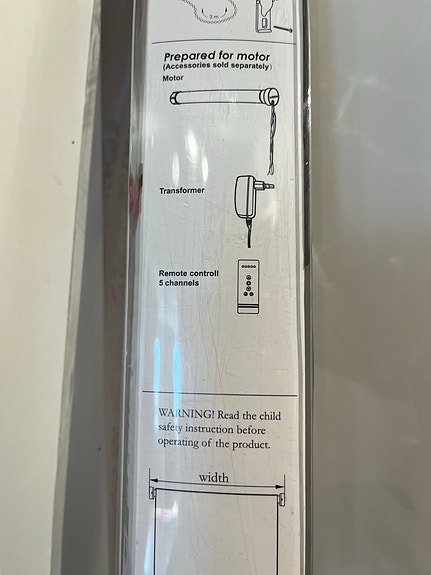 2 m
Prepared for motor
(Accessories sold separately)
Motor
Transformer
Remote controll
5 channels
WARNING! Read the child
safety instruction before
operating of the product.
width